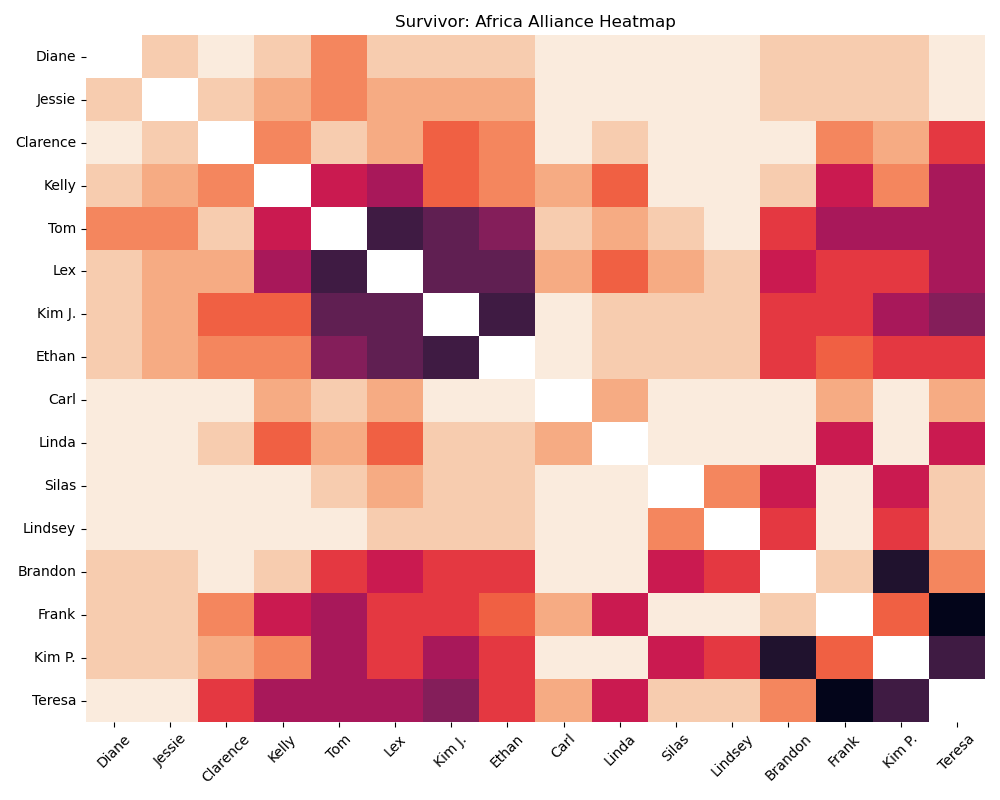 Survivor: Africa Alliance Heatmap
Diane
Jessie
Clarence
Kelly
Tom
Lex
Kim J.
Ethan
Carl
Linda
Silas
Lindsey
Brandon
Frank
Kim P.
Teresa
Diane
Jessie
Clarence
Kelly
Tom
Lex
Kim J.
Ethan
Carl
Linda
Silas
Lindsey
Brandon
Frank
Kim P.
Teresa